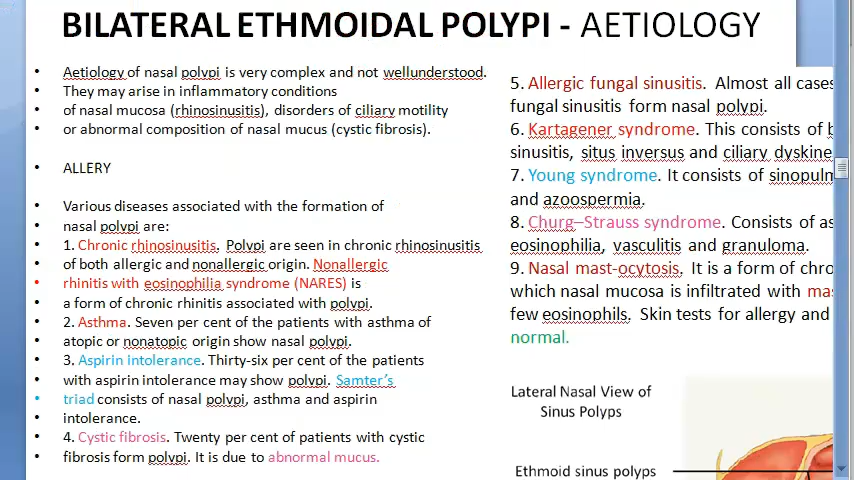 BILATERAL ETHMOIDAL POLYPI - AETIOLOGY
• Aetiology of nasal polypi is very complex and not wellunderstood.
• They may arise in inflammatory conditions
• of nasal mucosa (rhinosinusitis), disorders of ciliary motility
• or abnormal composition of nasal mucus (cystic fibrosis).
• ALLERY
• Various diseases associated with the formation of
• nasal polypi are:
• 1. Chronic rhinosinusitis. Polypi are seen in chronic rhinosinusitis
• of both allergic and nonallergic origin. Nonallergic
• rhinitis with eosinophilia syndrome (NARES) is
• a form of chronic rhinitis associated with polypi.
• 2. Asthma. Seven per cent of the patients with asthma of
• atopic or nonatopic origin show nasal polypi.
• 3. Aspirin intolerance. Thirty-six per cent of the patients
• with aspirin intolerance may show polypi. Samter's
• triad consists of nasal polypi, asthma and aspirin
• intolerance.
• 4. Cystic fibrosis. Twenty per cent of patients with cystic
• fibrosis form polypi. It is due to abnormal mucus.
5. Allergic fungal sinusitis. Almost all cases
fungal sinusitis form nasal polypi.
6. Kartagener syndrome. This consists of
sinusitis, situs inversus and ciliary dyskine
7. Young syndrome. It consists of sinopulm
and azoospermia.
8. Churg–Strauss syndrome. Consists of as
eosinophilia, vasculitis and granuloma.
9. Nasal mast-ocytosis. It is a form of chro
which nasal mucosa is infiltrated with mas
few eosinophils. Skin tests for allergy and
normal.
Lateral Nasal View of
Sinus Polyps
Ethmoid sinus polyps